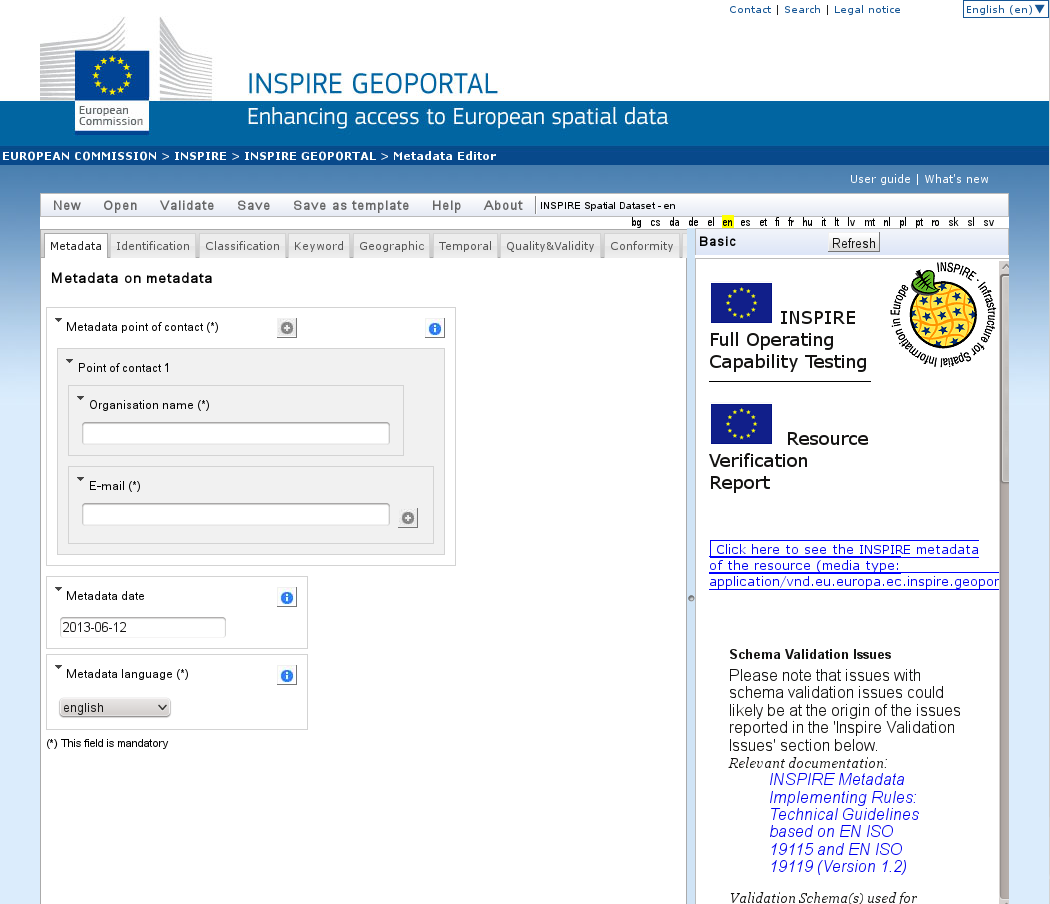 Contact | Search | Legal notice
English (en)
European
Commission
INSPIRE GEOPORTAL
Enhancing access to European spatial data
EUROPEAN COMMISSION > INSPIRE > INSPIRE GEOPORTAL > Metadata Editor
User guide | What's new
New Open Validate Save Save as template Help About INSPIRE Spatial Dataset - en
bg cs da de el en es et fi fr hu it lt lv mt nl pl pt ro sk sl sv
Metadata Identification Classification Keyword Geographic Temporal Quality&Validity Conformity
Metadata on metadata
Metadata point of contact (*)
Point of contact 1
Organisation name (*)
E-mail (*)
Metadata date
2013-06-12
Metadata language (*)
english
(*) This field is mandatory
Basic
Refresh
INSPIRE
Full Operating
Capability Testing
INSPIRE · Infrastructure for Spatial Information in Europe
Resource
Verification
Report
Click here to see the INSPIRE metadata
of the resource (media type:
application/vnd.eu.europa.ec.inspire.geopor
Schema Validation Issues
Please note that issues with
schema validation issues could
likely be at the origin of the issues
reported in the 'Inspire Validation
Issues' section below.
Relevant documentation:
INSPIRE Metadata
Implementing Rules:
Technical Guidelines
based on EN ISO
19115 and EN ISO
19119 (Version 1.2)
Validation Schema(s) used for